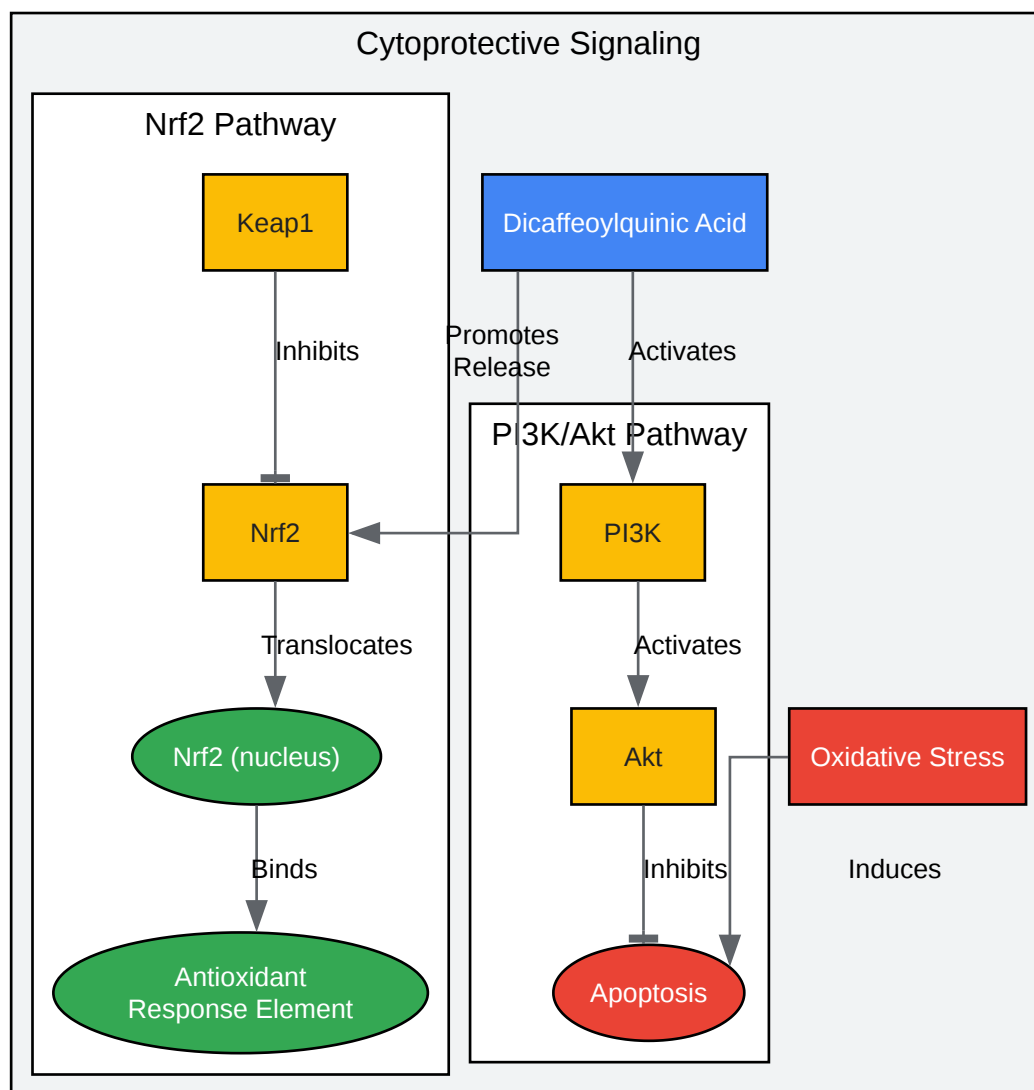 Cytoprotective Signaling
Nrf2 Pathway
Keap1
Dicaffeoylquinic Acid
Inhibits
Promotes
Release
Activates
PI3K/Akt Pathway
Nrf2
PI3K
Translocates
Activates
Nrf2 (nucleus)
Akt
Oxidative Stress
Binds
Inhibits
Induces
Antioxidant
Response Element
Apoptosis